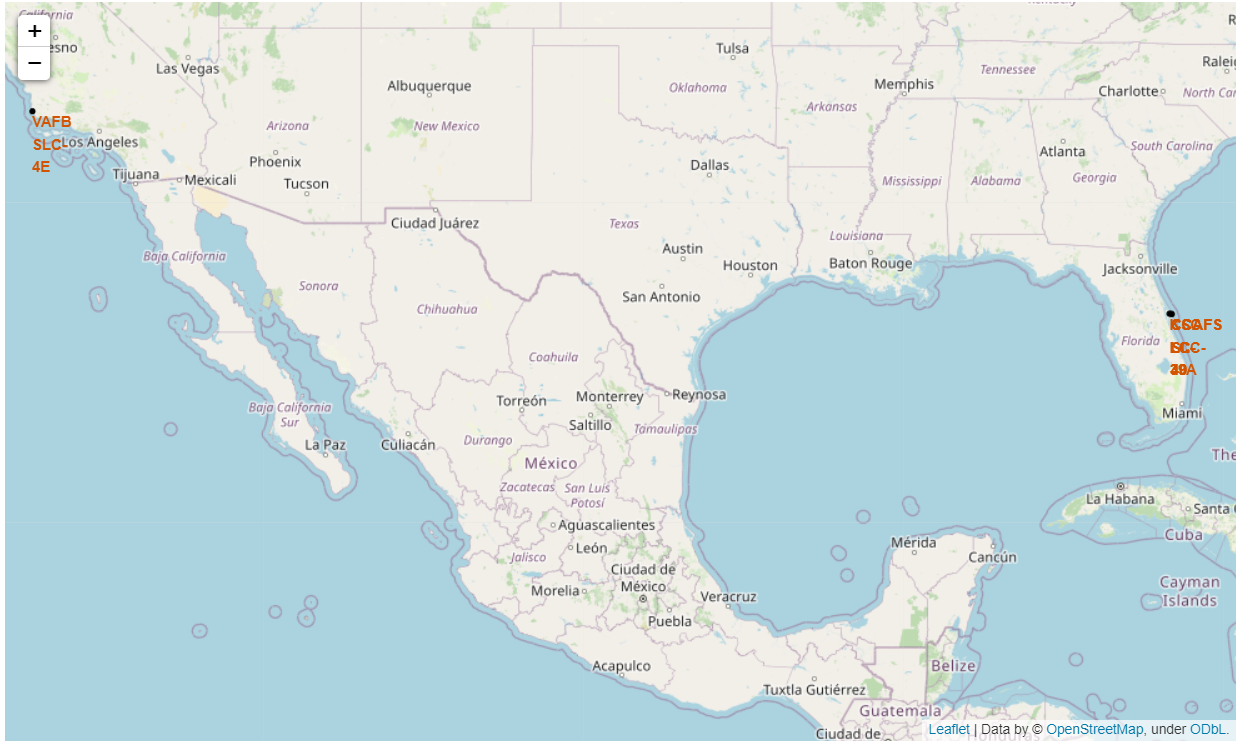 California
+
−
Las Vegas
Albuquerque
Tulsa
Oklahoma
Memphis
Tennessee
Charlotte
VAFB
SLC
4E
Los Angeles
Arizona
New Mexico
Arkansas
South Carolina
Phoenix
Tucson
Tijuana
Mexicali
Dallas
Mississippi
Alabama
Atlanta
Georgia
Ciudad Juárez
Texas
Louisiana
Baja California
Austin
Houston
Baton Rouge
Jacksonville
Sonora
Chihuahua
San Antonio
Florida
Coahuila
Torreón
Monterrey
Reynosa
Saltillo
Tamaulipas
Miami
Baja California
Sur
La Paz
Culiacán
Durango
México
Zacatecas
San Luis
Potosí
La Habana
Aguascalientes
Cuba
León
Jalisco
Mérida
Cancún
Ciudad de
México
Morelia
Veracruz
Puebla
Cayman
Islands
Acapulco
Belize
Tuxtla Gutiérrez
Guatemala
Ciudad de
Leaflet | Data by © OpenStreetMap, under ODbL.